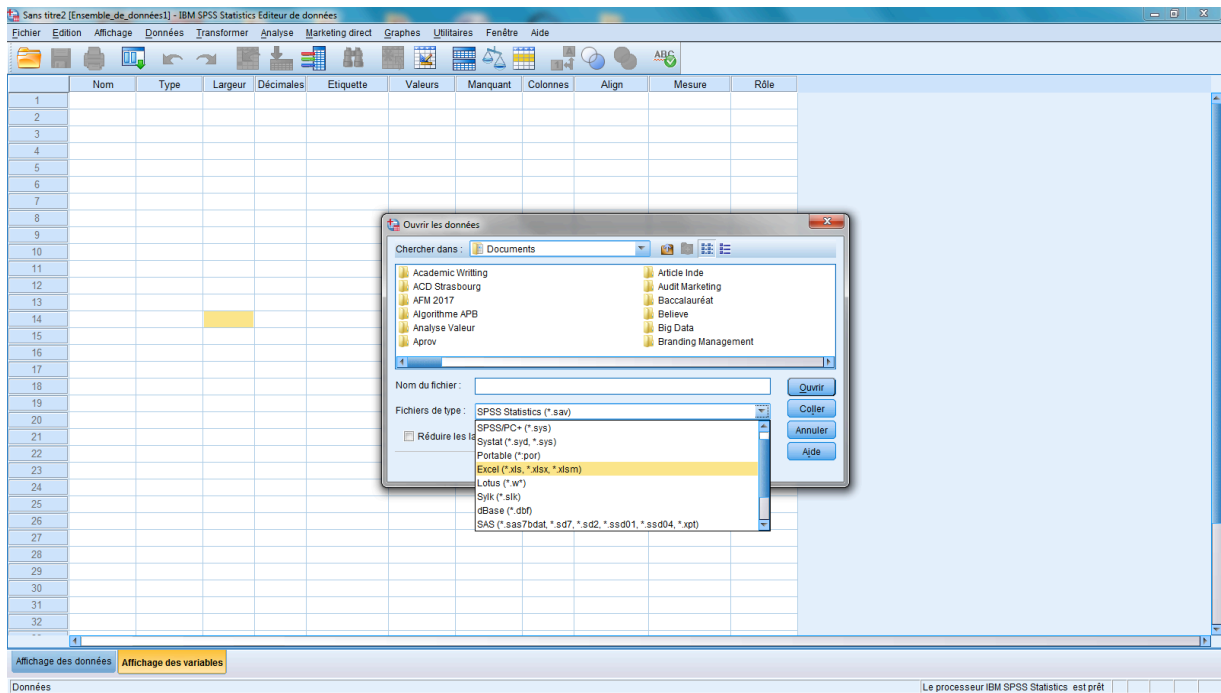 Sans titre2 [Ensemble_de_données1] - IBM SPSS Statistics Editeur de données
Fichier Edition Affichage Données Transformer Analyse Marketing direct Graphes Utilitaires Fenêtre Aide
Nom Type Largeur Décimales Etiquette Valeurs Manquant Colonnes Align Mesure Rôle
1
2
3
4
5
6
7
8
9
10
11
12
13
14
15
16
17
18
19
20
21
22
23
24
25
26
27
28
29
30
31
32
Ouvrir les données
Chercher dans : Documents
Academic Writting
ACD Strasbourg
AFM 2017
Algorithme APB
Analyse Valeur
Aprov
Article Inde
Audit Marketing
Baccalauréat
Believe
Big Data
Branding Management
Nom du fichier :
Ouvrir
Fichiers de type : SPSS Statistics (*.sav)
Coller
Réduire les la
Annuler
Aide
SPSS/PC+ (*.sys)
Systat (*.syd, *.sys)
Portable (*.por)
Excel (*.xls, *.xlsx, *.xlsm)
Lotus (*.w*)
Sylk (*.slk)
dBase (*.dbf)
SAS (*.sas7bdat, *.sd7, *.sd2, *.ssd01, *.ssd04, *.xpt)
Affichage des données Affichage des variables
Données Le processeur IBM SPSS Statistics est prêt